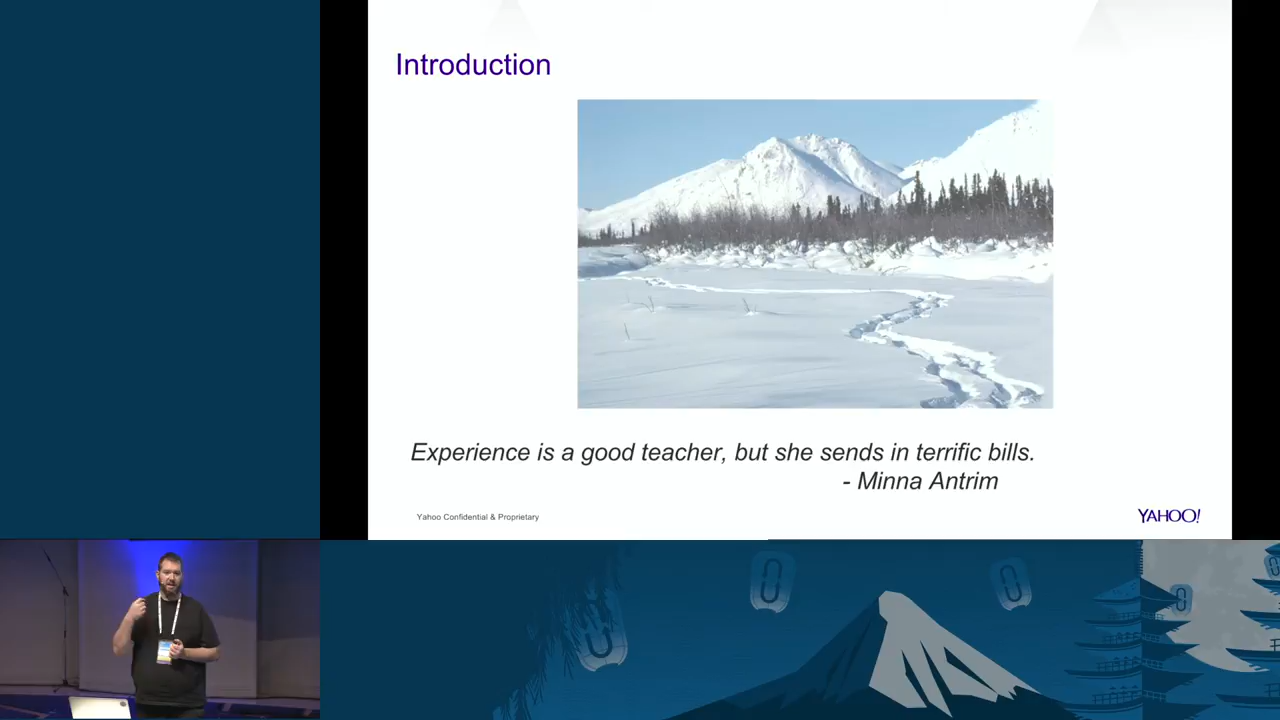 Introduction
Experience is a good teacher, but she sends in terrific bills.
- Minna Antrim
Yahoo Confidential & Proprietary
YAHOO!